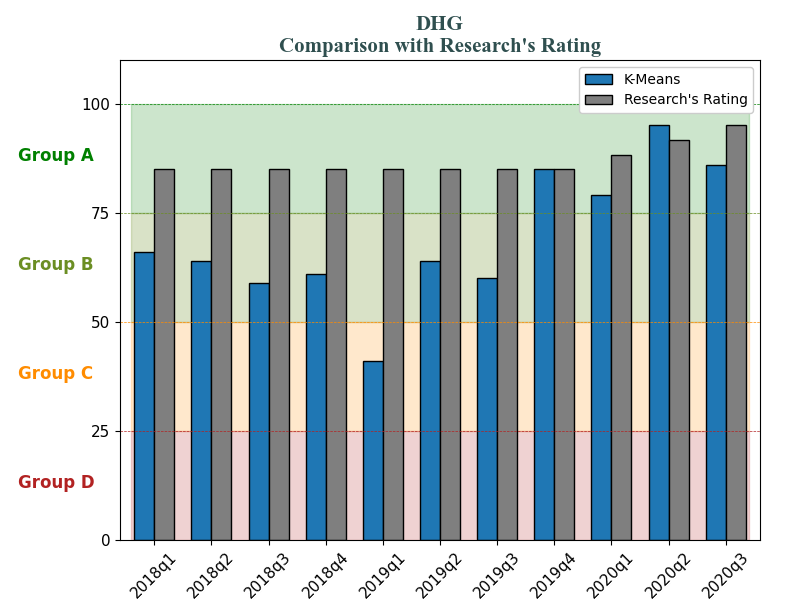 DHG
Comparison with Research's Rating
K-Means
Research's Rating
100
Group A
75
Group B
50
Group C
25
Group D
0
2018q1 2018q2 2018q3 2018q4 2019q1 2019q2 2019q3 2019q4 2020q1 2020q2 2020q3